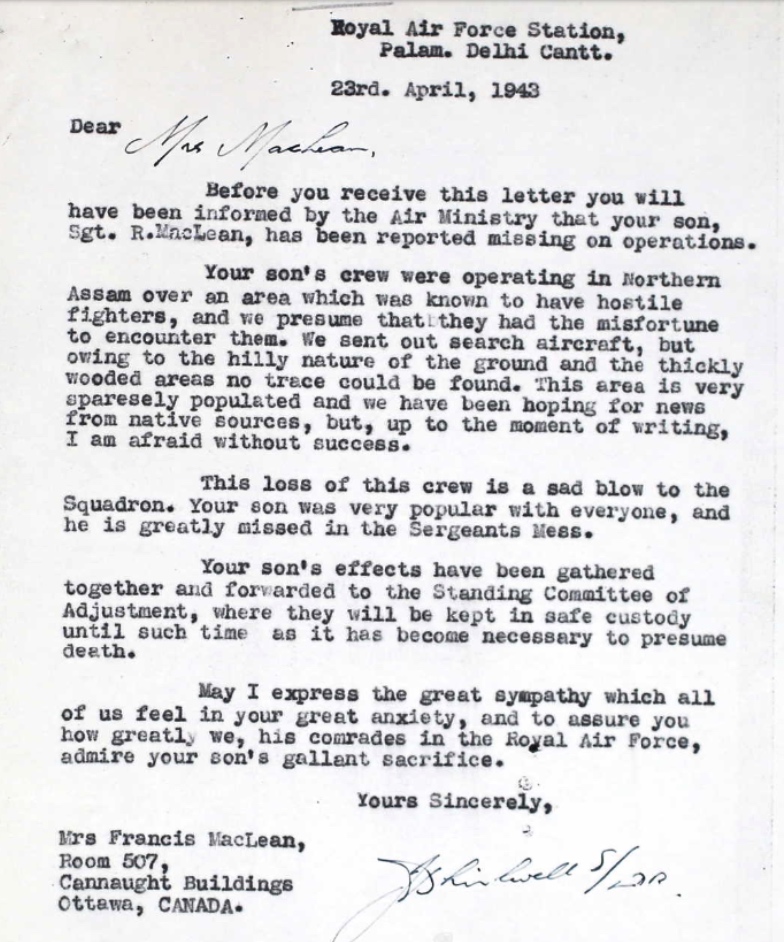 Royal Air Force Station,
Palam. Delhi Cantt.
23rd. April, 1943
Dear Mrs MacLean,
Before you receive this letter you will
have been informed by the Air Ministry that your son,
Sgt. R.MacLean, has been reported missing on operations.
Your son's crew were operating in Northern
Assam over an area which was known to have hostile
fighters, and we presume that they had the misfortune
to encounter them. We sent out search aircraft, but
owing to the hilly nature of the ground and the thickly
wooded areas no trace could be found. This area is very
sparesely populated and we have been hoping for news
from native sources, but, up to the moment of writing,
I am afraid without success.
This loss of this crew is a sad blow to the
Squadron. Your son was very popular with everyone, and
he is greatly missed in the Sergeants Mess.
Your son's effects have been gathered
together and forwarded to the Standing Committee of
Adjustment, where they will be kept in safe custody
until such time as it has become necessary to presume
death.
May I express the great sympathy which all
of us feel in your great anxiety, and to assure you
how greatly we, his comrades in the Royal Air Force,
admire your son's gallant sacrifice.
Yours Sincerely,
Mrs Francis MacLean,
Room 507,
Cannaught Buildings
Ottawa, CANADA.
S/LDR.